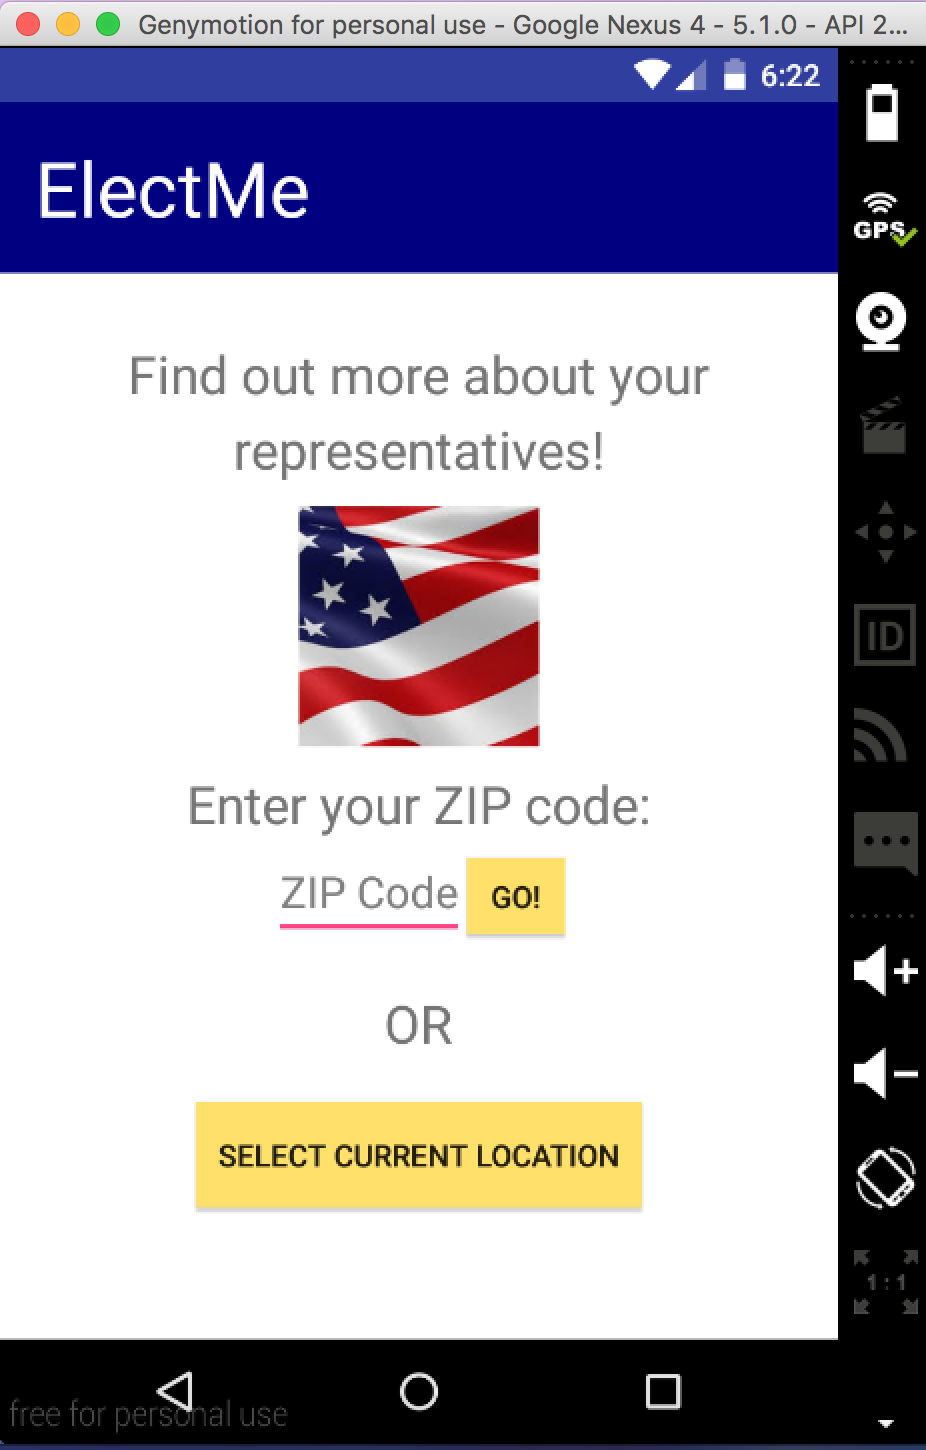 Genymotion for personal use - Google Nexus 4 - 5.1.0 - API 2...
6:22
ElectMe
GPS
Find out more about your
representatives!
ID
Enter your ZIP code:
ZIP Code GO!
OR
SELECT CURRENT LOCATION
1:1
free for personal use